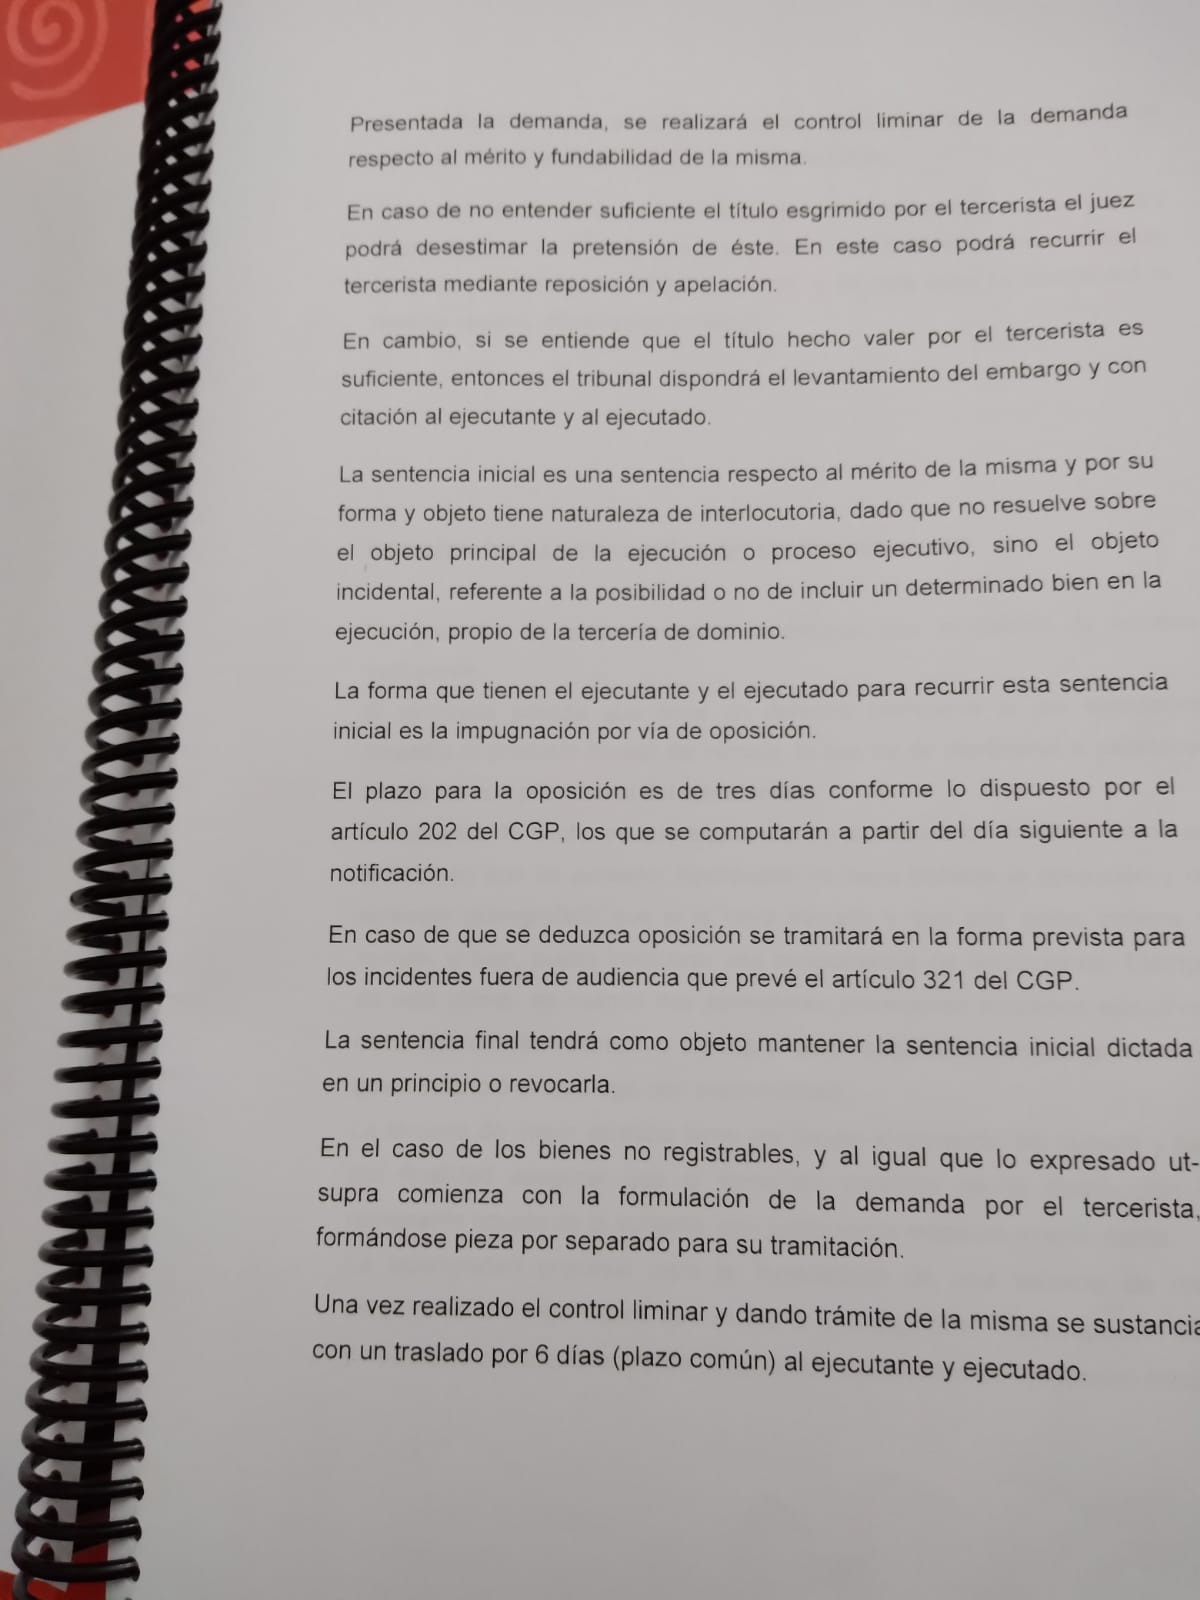 Presentada la demanda, se realizará el control liminar de la demanda
respecto al mérito y fundabilidad de la misma.
En caso de no entender suficiente el título esgrimido por el tercerista el juez
podrá desestimar la pretensión de éste. En este caso podrá recurrir el
tercerista mediante reposición y apelación.
En cambio, si se entiende que el título hecho valer por el tercerista es
suficiente, entonces el tribunal dispondrá el levantamiento del embargo y con
citación al ejecutante y al ejecutado.
La sentencia inicial es una sentencia respecto al mérito de la misma y por su
forma y objeto tiene naturaleza de interlocutoria, dado que no resuelve sobre
el objeto principal de la ejecución o proceso ejecutivo, sino el objeto
incidental, referente a la posibilidad o no de incluir un determinado bien en la
ejecución, propio de la tercería de dominio.
La forma que tienen el ejecutante y el ejecutado para recurrir esta sentencia
inicial es la impugnación por vía de oposición.
El plazo para la oposición es de tres días conforme lo dispuesto por el
artículo 202 del CGP, los que se computarán a partir del día siguiente a la
notificación.
En caso de que se deduzca oposición se tramitará en la forma prevista para
los incidentes fuera de audiencia que prevé el artículo 321 del CGP.
La sentencia final tendrá como objeto mantener la sentencia inicial dictada
en un principio o revocarla.
En el caso de los bienes no registrables, y al igual que lo expresado ut-
supra comienza con la formulación de la demanda por el tercerista,
formándose pieza por separado para su tramitación.
Una vez realizado el control liminar y dando trámite de la misma se sustancia
con un traslado por 6 días (plazo común) al ejecutante y ejecutado.